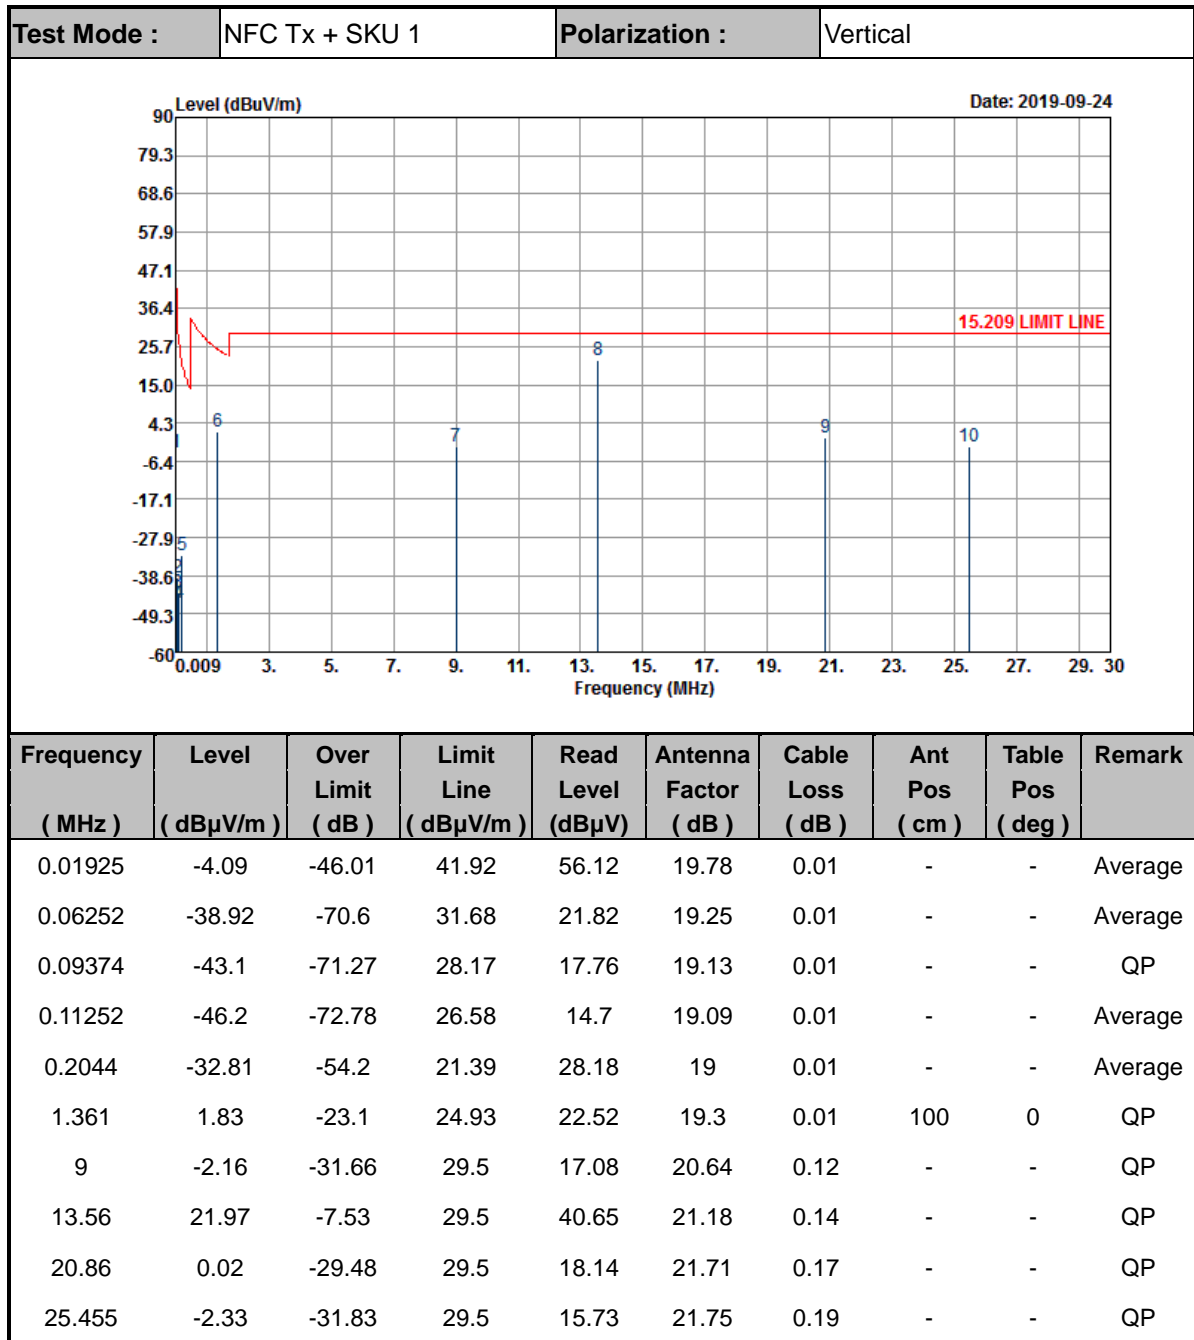 Test Mode : NFC Tx + SKU 1 Polarization : Vertical
Level (dBuV/m) Date: 2019-09-24
90
79.3
68.6
57.9
47.1
36.4
15.209 LIMIT LINE
25.7
8
15.0
4.3
6
9
7
10
-6.4
-17.1
-27.9
5
-38.6
-49.3
-60
0.009 3. 5. 7. 9. 11. 13. 15. 17. 19. 21. 23. 25. 27. 29. 30
Frequency (MHz)
Frequency Level Over Limit Read Antenna Cable Ant Table Remark
Limit Line Level Factor Loss Pos Pos
( MHz ) ( dBµV/m ) ( dB ) ( dBµV/m ) (dBµV) ( dB ) ( dB ) ( cm ) ( deg )
0.01925 -4.09 -46.01 41.92 56.12 19.78 0.01 - - Average
0.06252 -38.92 -70.6 31.68 21.82 19.25 0.01 - - Average
0.09374 -43.1 -71.27 28.17 17.76 19.13 0.01 - - QP
0.11252 -46.2 -72.78 26.58 14.7 19.09 0.01 - - Average
0.2044 -32.81 -54.2 21.39 28.18 19 0.01 - - Average
1.361 1.83 -23.1 24.93 22.52 19.3 0.01 100 0 QP
9 -2.16 -31.66 29.5 17.08 20.64 0.12 - - QP
13.56 21.97 -7.53 29.5 40.65 21.18 0.14 - - QP
20.86 0.02 -29.48 29.5 18.14 21.71 0.17 - - QP
25.455 -2.33 -31.83 29.5 15.73 21.75 0.19 - - QP